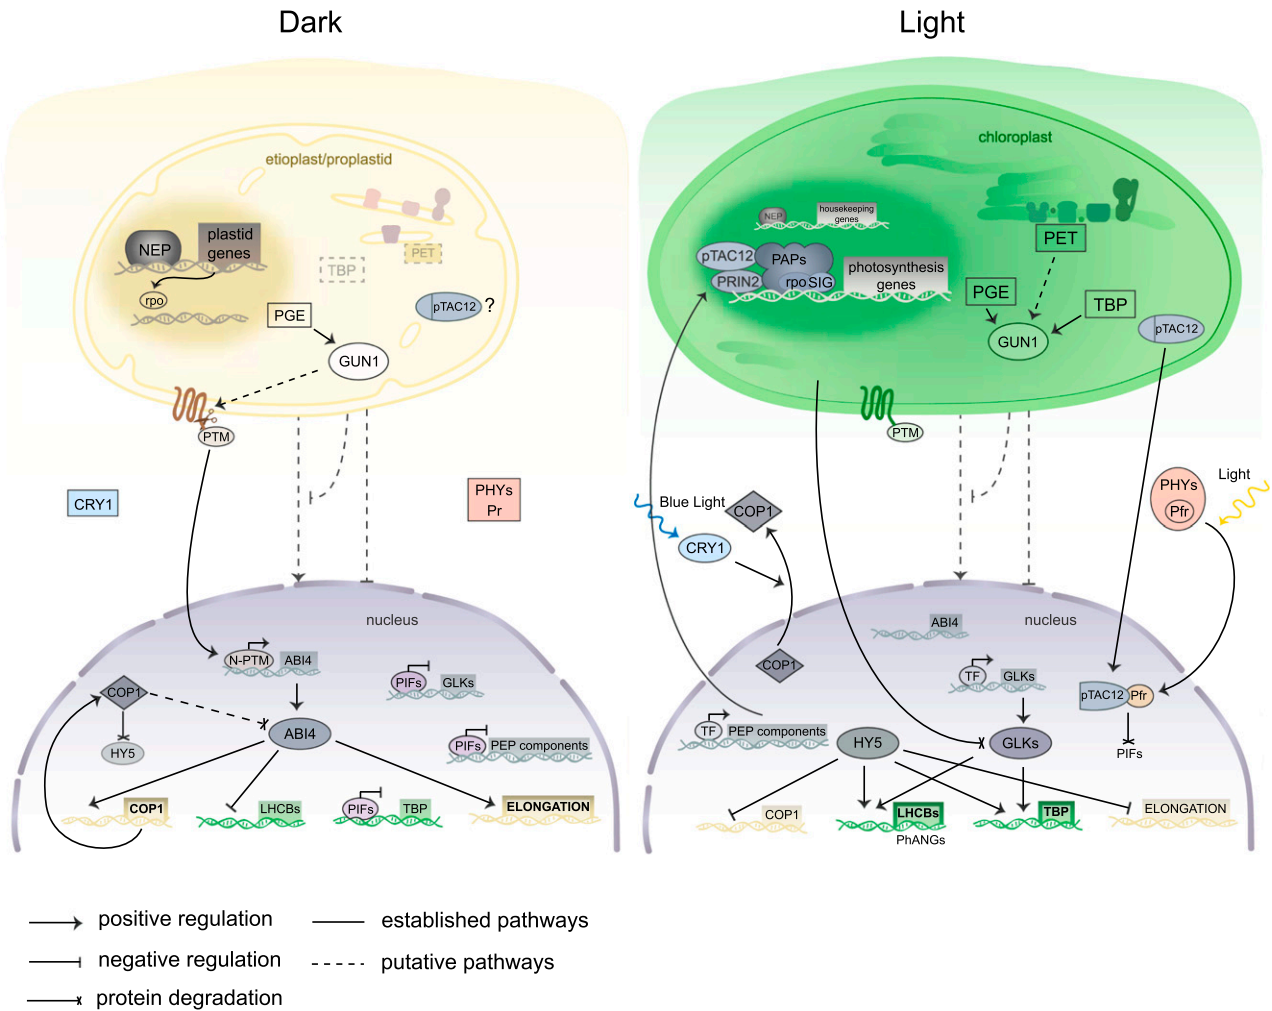 Dark
etioplast/proplastid
NEP
plastid
genes
rpo
TBP
PET
PGE
pTAC12
?
GUN1
PTM
CRY1
PHYs
Pr
nucleus
N-PTM
ABI4
PIFs
GLKs
COP1
HY5
ABI4
PIFs
PEP components
COP1
LHCBs
PIFs
TBP
ELONGATION
Light
chloroplast
NEP
housekeeping
genes
pTAC12
PAPs
PRIN2
rpo
SIG
photosynthesis
genes
PET
PGE
TBP
GUN1
pTAC12
PTM
Blue Light
COP1
CRY1
PHYs
Pfr
Light
nucleus
ABI4
COP1
TF
GLKs
pTAC12
Pfr
TF
PEP components
HY5
GLKs
PIFs
COP1
LHCBs
PhANGs
TBP
ELONGATION
positive regulation
established pathways
negative regulation
putative pathways
protein degradation